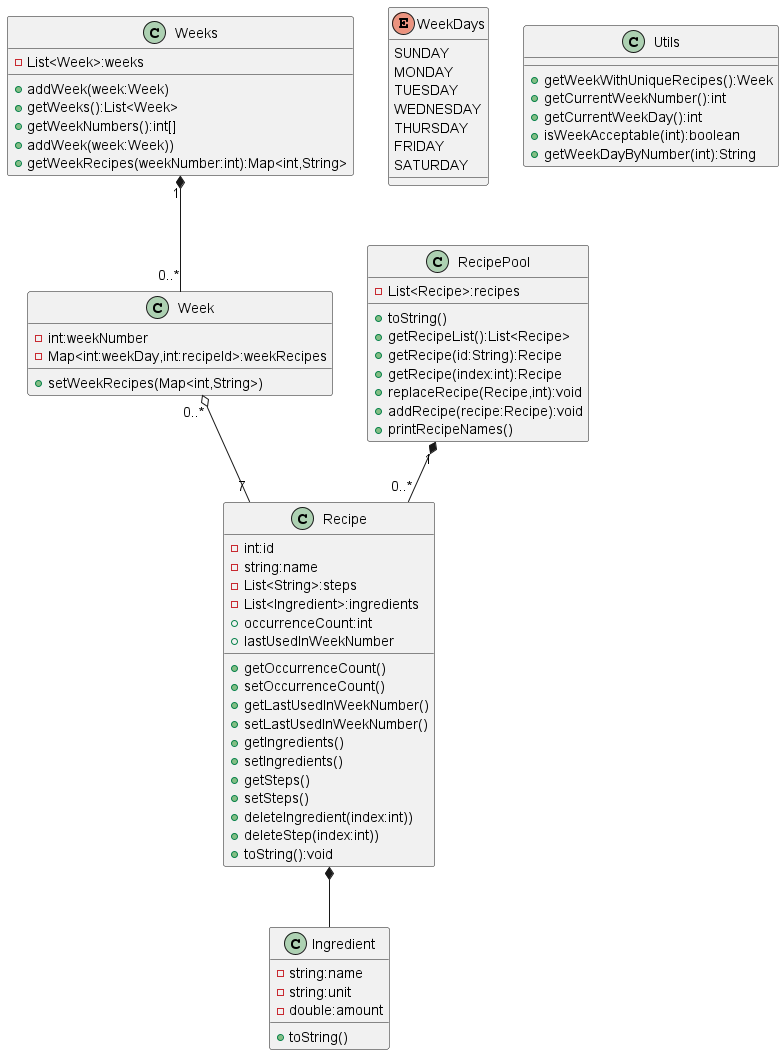 C Weeks
List<Week>:weeks
addWeek(week:Week)
getWeeks():List<Week>
getWeekNumbers():int[]
addWeek(week:Week))
getWeekRecipes(weekNumber:int):Map<int,String>
E WeekDays
SUNDAY
MONDAY
TUESDAY
WEDNESDAY
THURSDAY
FRIDAY
SATURDAY
C Utils
getWeekWithUniqueRecipes():Week
getCurrentWeekNumber():int
getCurrentWeekDay():int
isWeekAcceptable(int):boolean
getWeekDayByNumber(int):String
1
0..*
C Week
int:weekNumber
Map<int:weekDay,int:recipeId>:weekRecipes
setWeekRecipes(Map<int,String>)
C RecipePool
List<Recipe>:recipes
toString()
getRecipeList():List<Recipe>
getRecipe(id:String):Recipe
getRecipe(index:int):Recipe
replaceRecipe(Recipe,int):void
addRecipe(recipe:Recipe):void
printRecipeNames()
0..*
7
1
0..*
C Recipe
int:id
string:name
List<String>:steps
List<Ingredient>:ingredients
occurrenceCount:int
lastUsedInWeekNumber
getOccurrenceCount()
setOccurrenceCount()
getLastUsedInWeekNumber()
setLastUsedInWeekNumber()
getIngredients()
setIngredients()
getSteps()
setSteps()
deleteIngredient(index:int))
deleteStep(index:int))
toString():void
C Ingredient
string:name
string:unit
double:amount
toString()